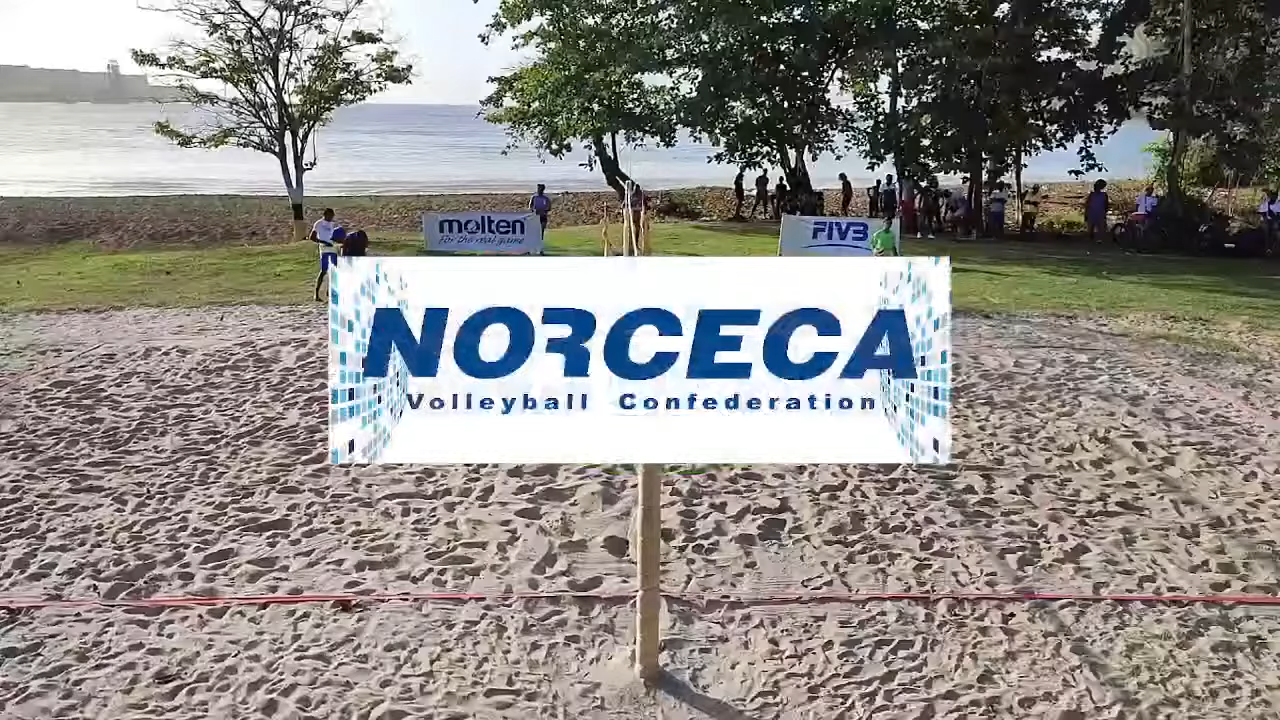 molten
For the real game
FIVB
NORCECA
Volleyball Confederation